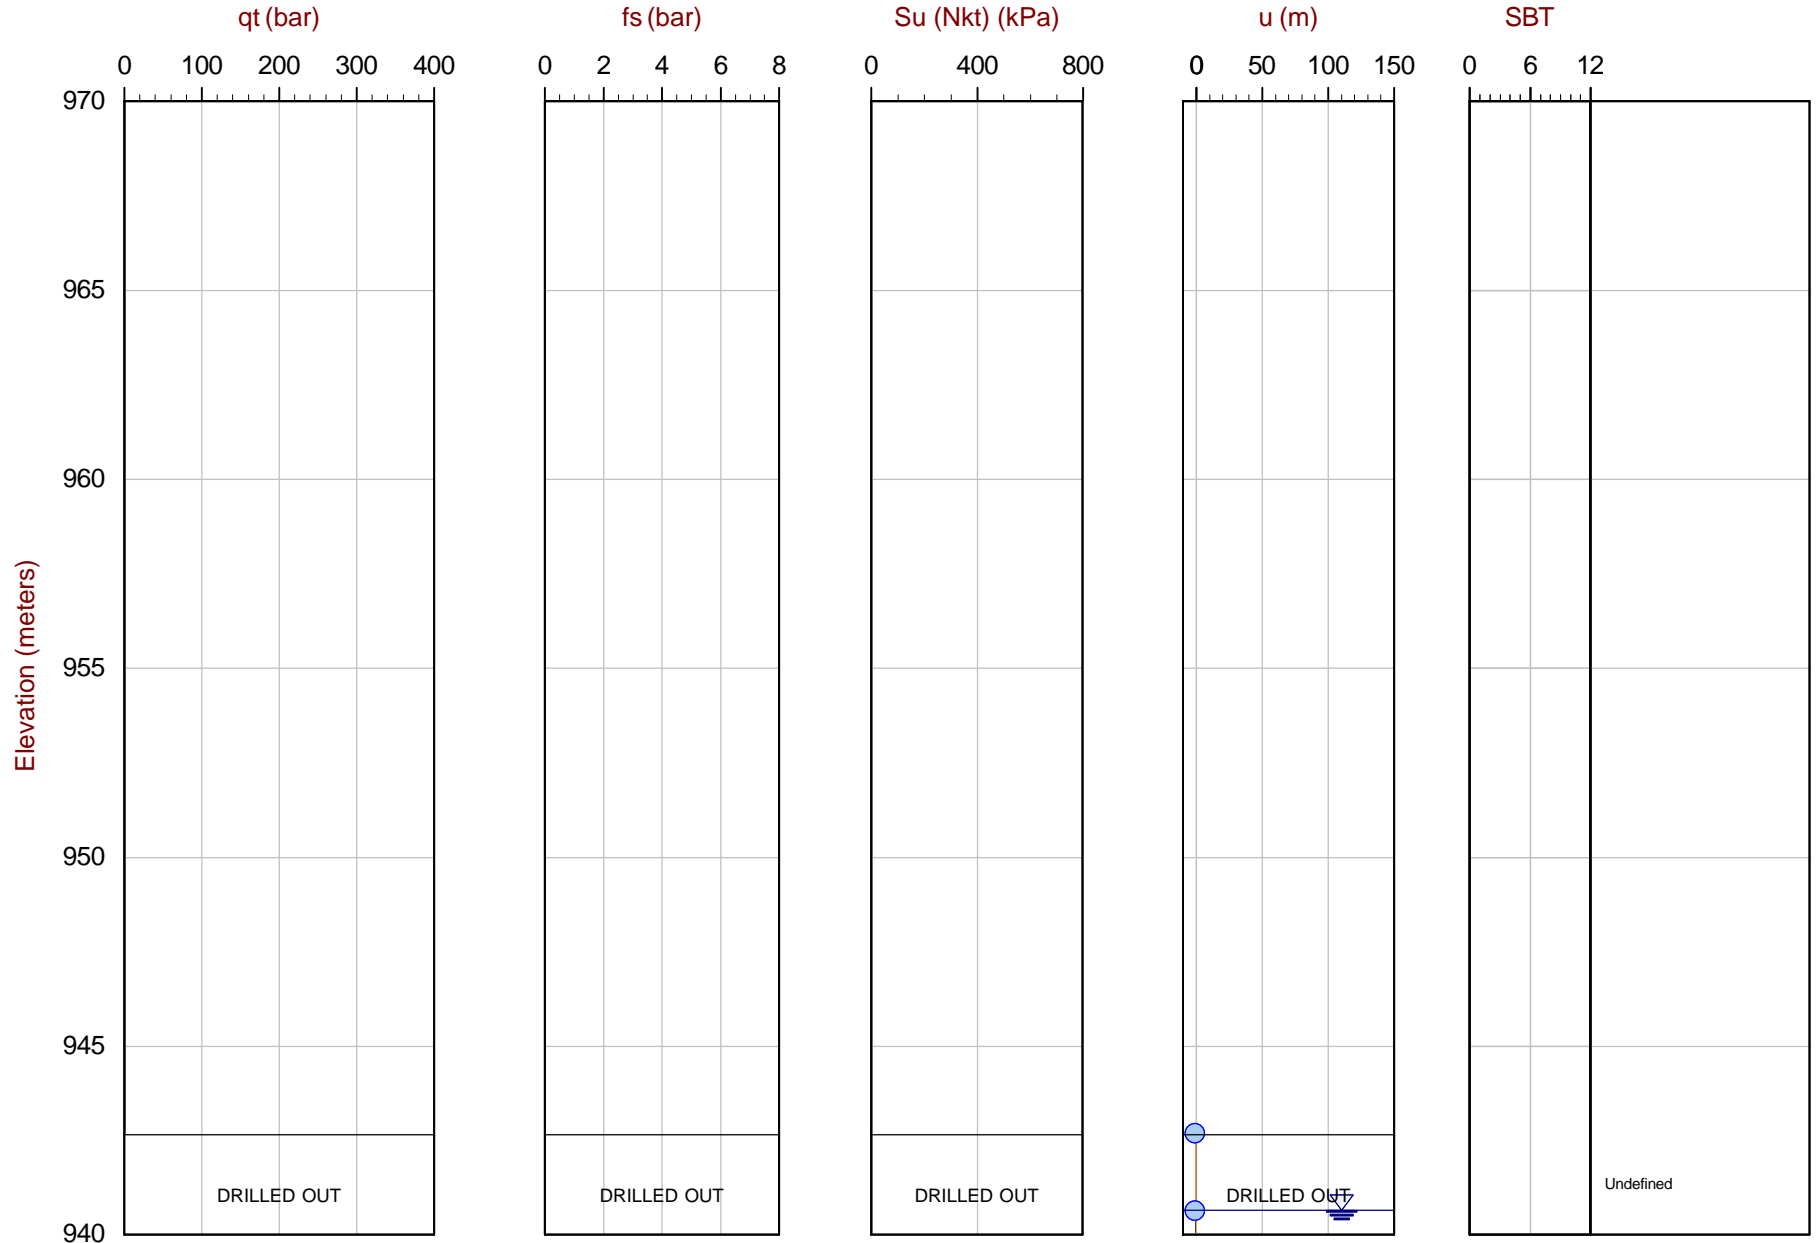 qt (bar) fs (bar) Su (Nkt) (kPa) u (m) SBT
0 100 200 300 400 0 2 4 6 8 0 400 800 0 50 100 150 0 6 12
970
965
960
955
950
945
940
Elevation (meters)
DRILLED OUT DRILLED OUT DRILLED OUT DRILLED OUT
Undefined